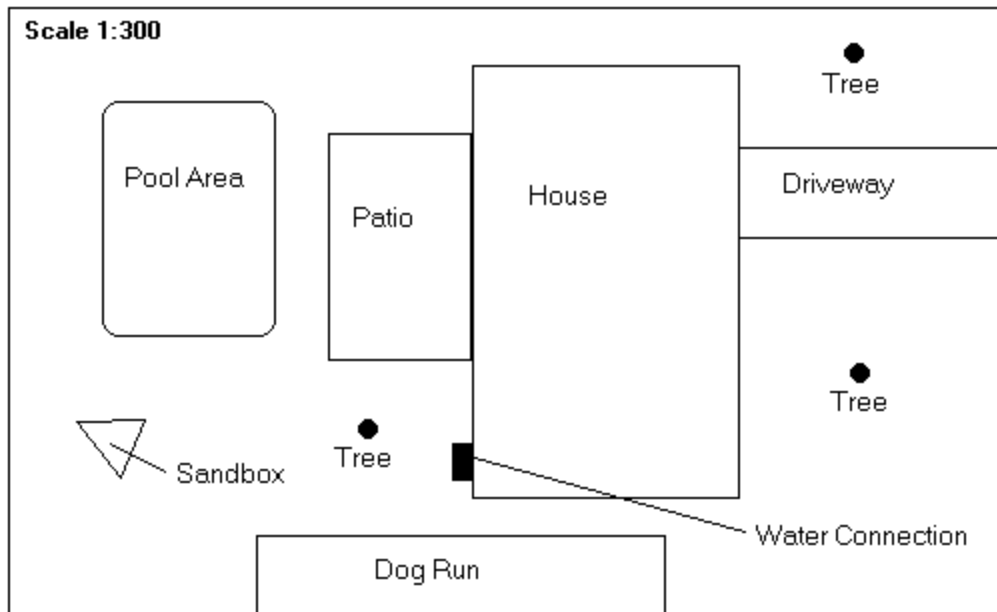 Scale 1:300
Tree
Pool Area
Driveway
House
Patio
Tree
Tree
Sandbox
Water Connection
Dog Run